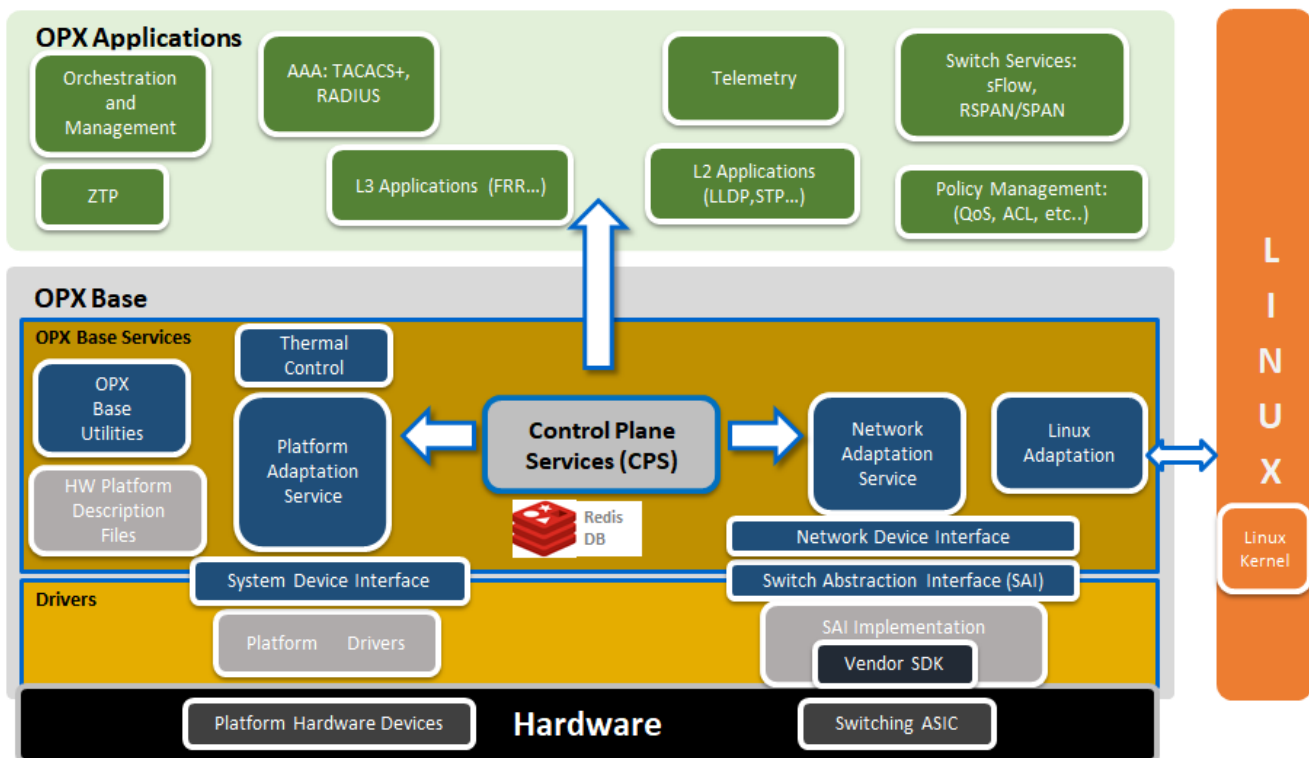 OPX Applications
Orchestration
and
Management
AAA: TACACS+,
RADIUS
Telemetry
Switch Services:
sFlow,
RSPAN/SPAN
ZTP
L3 Applications (FRR...)
L2 Applications
(LLDP,STP...)
Policy Management:
(QoS, ACL, etc..)
OPX Base
OPX Base Services
Thermal
Control
OPX
Base
Utilities
Platform
Adaptation
Service
Control Plane
Services (CPS)
Network
Adaptation
Service
Linux
Adaptation
HW Platform
Description
Files
Redis
DB
Network Device Interface
System Device Interface
Switch Abstraction Interface (SAI)
Drivers
Platform Drivers
SAI Implementation
Vendor SDK
Platform Hardware Devices
Hardware
Switching ASIC
L
I
N
U
X
Linux
Kernel